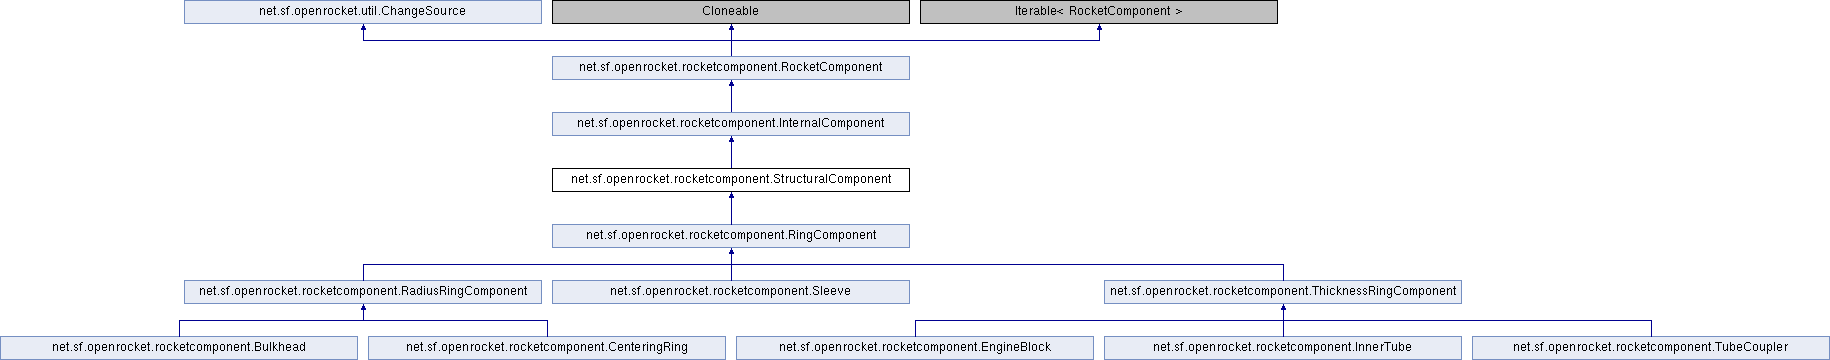 net.sf.openrocket.util.ChangeSource
Cloneable
Iterable< RocketComponent >
net.sf.openrocket.rocketcomponent.RocketComponent
net.sf.openrocket.rocketcomponent.InternalComponent
net.sf.openrocket.rocketcomponent.StructuralComponent
net.sf.openrocket.rocketcomponent.RingComponent
net.sf.openrocket.rocketcomponent.RadiusRingComponent
net.sf.openrocket.rocketcomponent.Sleeve
net.sf.openrocket.rocketcomponent.ThicknessRingComponent
net.sf.openrocket.rocketcomponent.Bulkhead
net.sf.openrocket.rocketcomponent.CenteringRing
net.sf.openrocket.rocketcomponent.EngineBlock
net.sf.openrocket.rocketcomponent.InnerTube
net.sf.openrocket.rocketcomponent.TubeCoupler